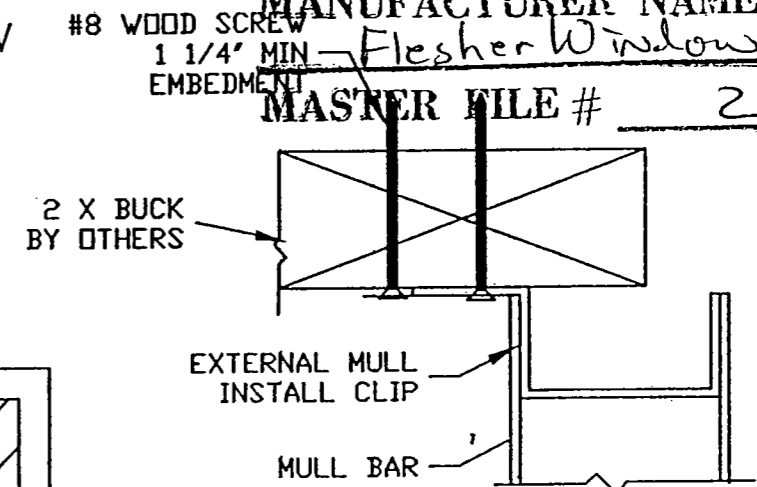 MANUFACTURER NAME
#8 WOOD SCREW
1 1/4" MIN
EMBEDMENT
Flesher Window
MASTER FILE # 2
2 X BUCK
BY OTHERS
EXTERNAL MULL
INSTALL CLIP
MULL BAR